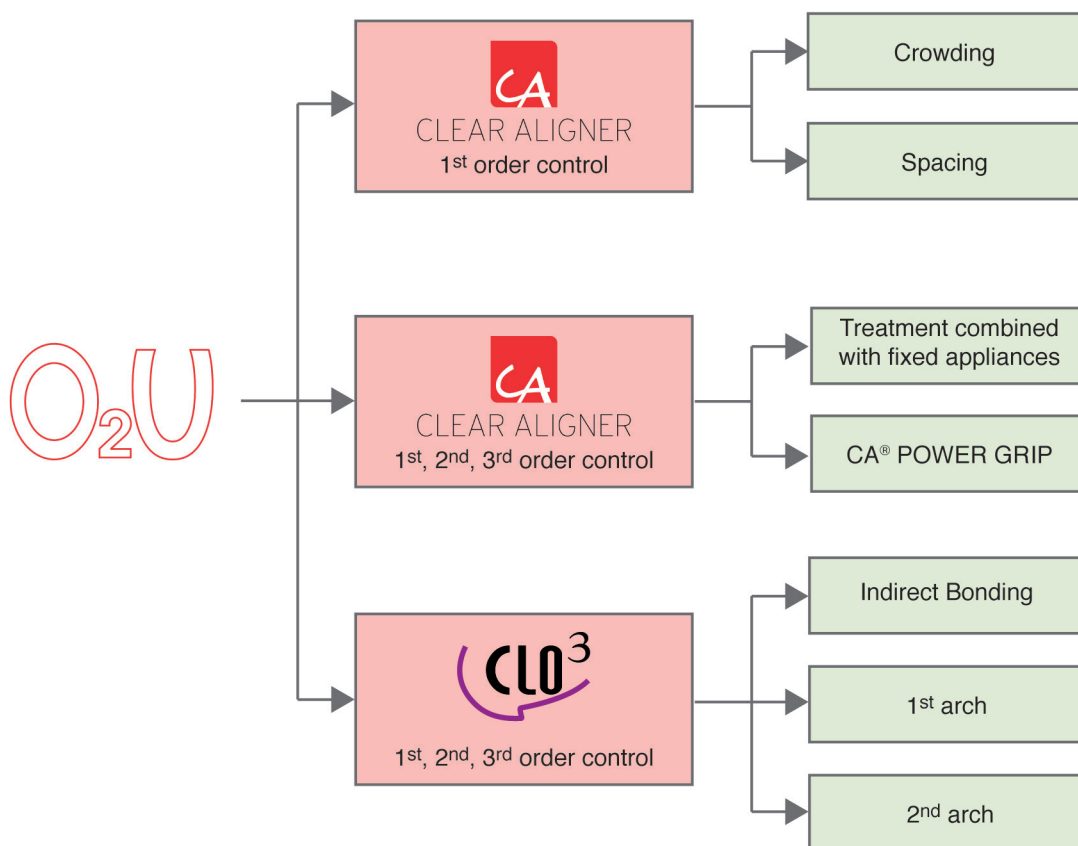 O₂U
CA
CLEAR ALIGNER
1st order control
Crowding
Spacing
CA
CLEAR ALIGNER
1st, 2nd, 3rd order control
Treatment combined
with fixed appliances
CA® POWER GRIP
CLO³
1st, 2nd, 3rd order control
Indirect Bonding
1st arch
2nd arch